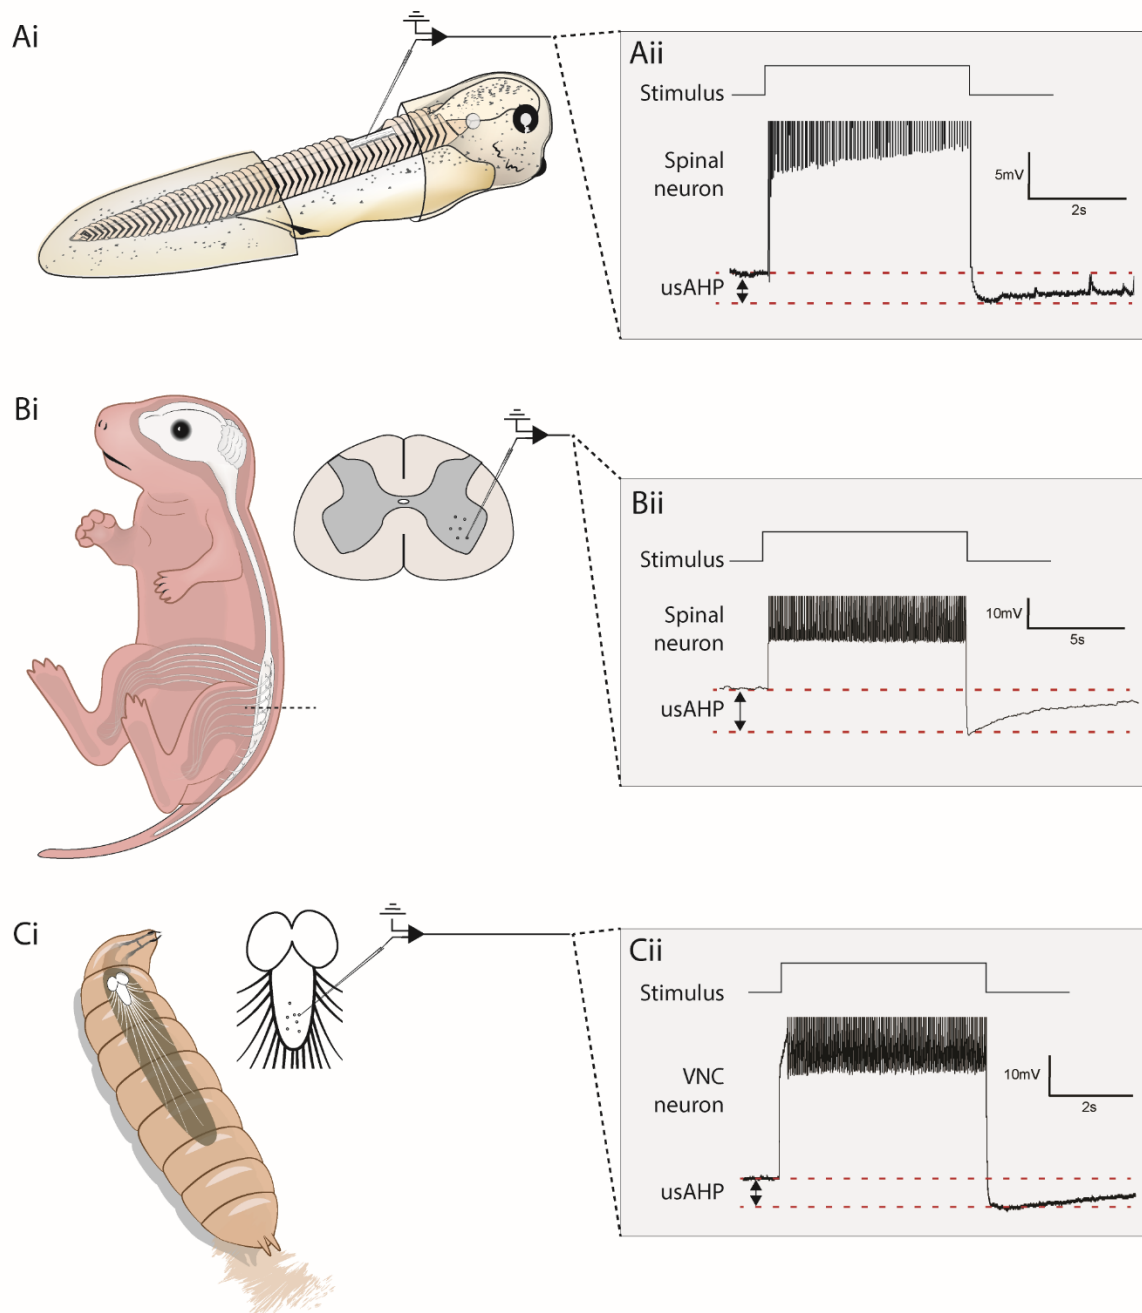 Ai
Aii
Stimulus
Spinal
neuron
5mV
2s
usAHP
Bi
Bii
Stimulus
Spinal
neuron
10mV
5s
usAHP
Ci
Cii
Stimulus
VNC
neuron
10mV
2s
usAHP